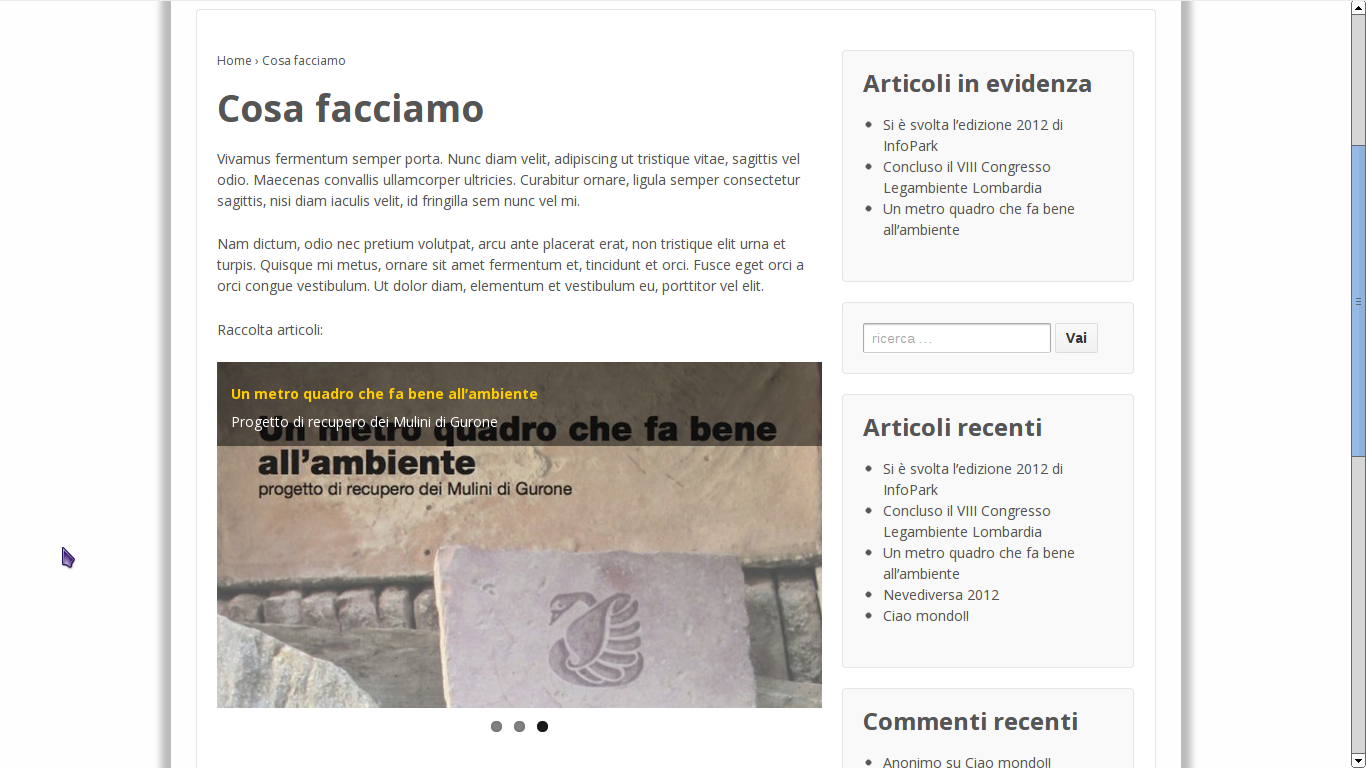 Home › Cosa facciamo
Cosa facciamo
Vivamus fermentum semper porta. Nunc diam velit, adipiscing ut tristique vitae, sagittis vel
odio. Maecenas convallis ullamcorper ultricies. Curabitur ornare, ligula semper consectetur
sagittis, nisi diam iaculis velit, id fringilla sem nunc vel mi.
Nam dictum, odio nec pretium volutpat, arcu ante placerat erat, non tristique elit urna et
turpis. Quisque mi metus, ornare sit amet fermentum et, tincidunt et orci. Fusce eget orci a
orci congue vestibulum. Ut dolor diam, elementum et vestibulum eu, porttitor vel elit.
Raccolta articoli:
Un metro quadro che fa bene all’ambiente
Progetto di recupero dei Mulini di Gurone
Un metro quadro che fa bene
all’ambiente
progetto di recupero dei Mulini di Gurone
Articoli in evidenza
Si è svolta l’edizione 2012 di
InfoPark
Concluso il VIII Congresso
Legambiente Lombardia
Un metro quadro che fa bene
all’ambiente
ricerca …
Vai
Articoli recenti
Si è svolta l’edizione 2012 di
InfoPark
Concluso il VIII Congresso
Legambiente Lombardia
Un metro quadro che fa bene
all’ambiente
Nevediversa 2012
Ciao mondo!!
Commenti recenti
Anonimo su Ciao mondo!!